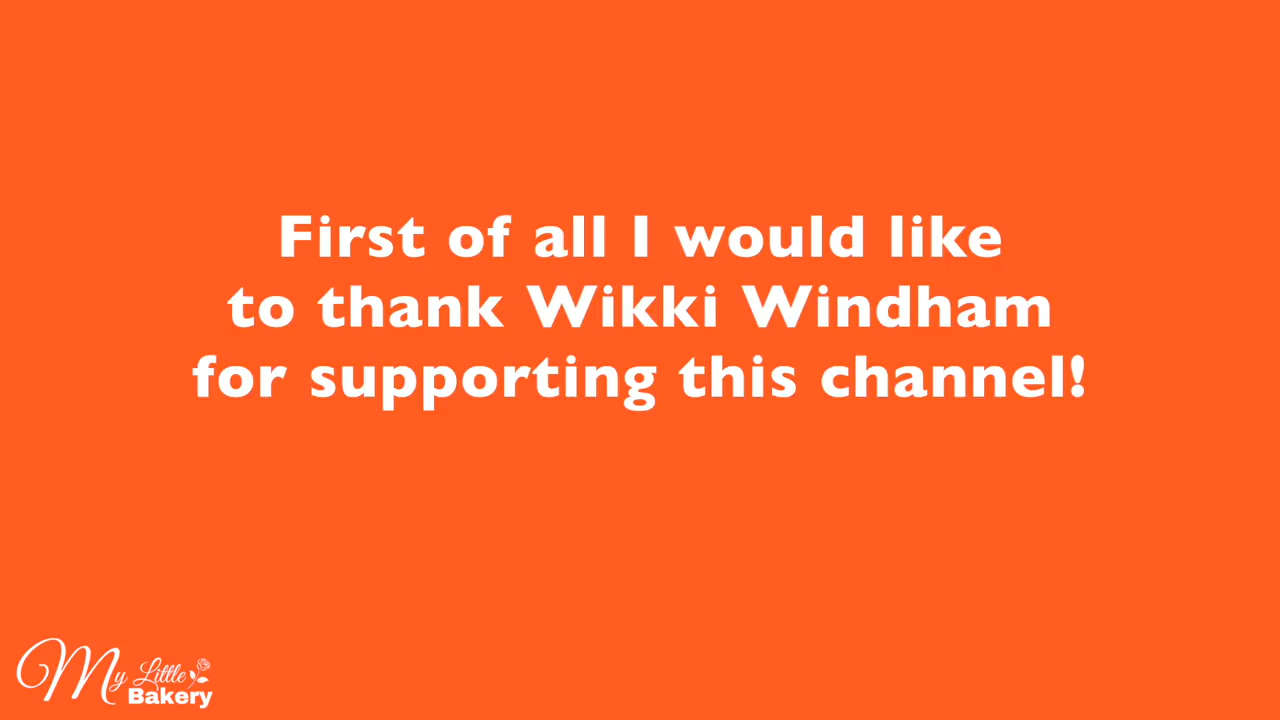 First of all I would like
to thank Wikki Windham
for supporting this channel!
My Little
Bakery